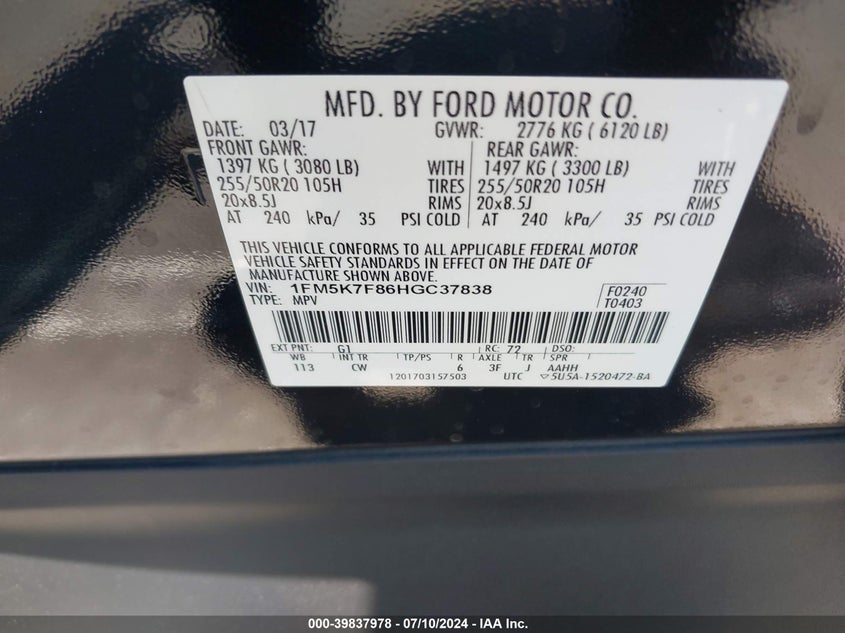 MFD. BY FORD MOTOR CO.
DATE: 03/17 GVWR: 2776 KG ( 6120 LB)
FRONT GAWR: REAR GAWR:
1397 KG ( 3080 LB) WITH 1497 KG ( 3300 LB) WITH
255/50R20 105H TIRES 255/50R20 105H TIRES
20x8.5J RIMS 20x8.5J RIMS
AT 240 kPa/ 35 PSI COLD AT 240 kPa/ 35 PSI COLD
THIS VEHICLE CONFORMS TO ALL APPLICABLE FEDERAL MOTOR
VEHICLE SAFETY STANDARDS IN EFFECT ON THE DATE OF
MANUFACTURE SHOWN ABOVE.
VIN: 1FM5K7F86HGC37838 F0240
TYPE: MPV T0403
EXT PNT: G1 RC: 72 DSO:
WB INT TR TP/PS R AXLE TR SPR
113 CW 6 3F J AAHH
1201703157503 UTC ▽5U5A-1520472-BA
000-39837978 - 07/10/2024 - IAA Inc.